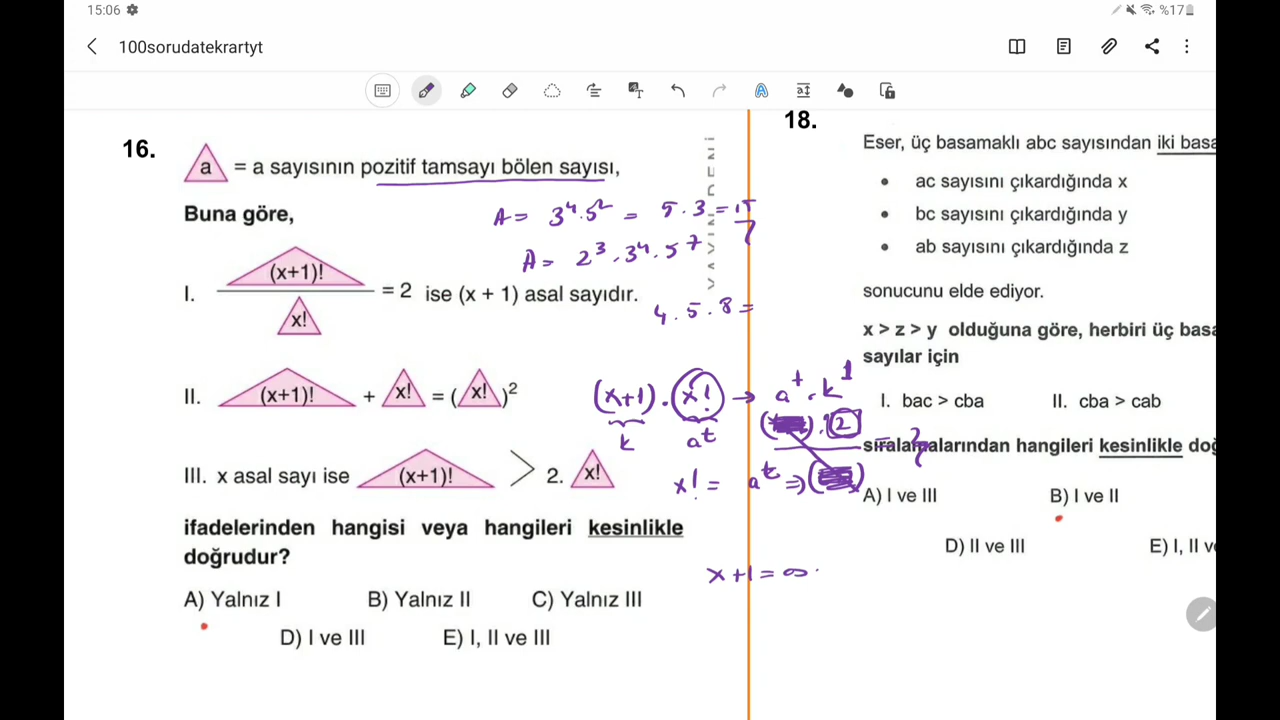 15:06
%17
100sorudatekrartyt
16.
a = a sayısının pozitif tamsayı bölen sayısı,
Buna göre,
I. (x+1)! / x! = 2 ise (x + 1) asal sayıdır.
II. (x+1)! + x! = (x!)²
III. x asal sayı ise (x+1)! > 2. x!
ifadelerinden hangisi veya hangileri kesinlikle
doğrudur?
A) Yalnız I B) Yalnız II C) Yalnız III
D) I ve III E) I, II ve III
A = 3⁴.5² = 5.3 = 15
A = 2³.3⁴.5⁷
4.5.8 =
(x+1).x! → aᵗ.k¹
k aᵗ
2 = ?
x! = aᵗ ⇒
x+1 = ∞
18.
Eser, üç basamaklı abc sayısından iki basa
• ac sayısını çıkardığında x
• bc sayısını çıkardığında y
• ab sayısını çıkardığında z
sonucunu elde ediyor.
x > z > y olduğuna göre, herbiri üç basa
sayılar için
I. bac > cba II. cba > cab
sıralamalarından hangileri kesinlikle doğ
A) I ve III B) I ve II
D) II ve III E) I, II v